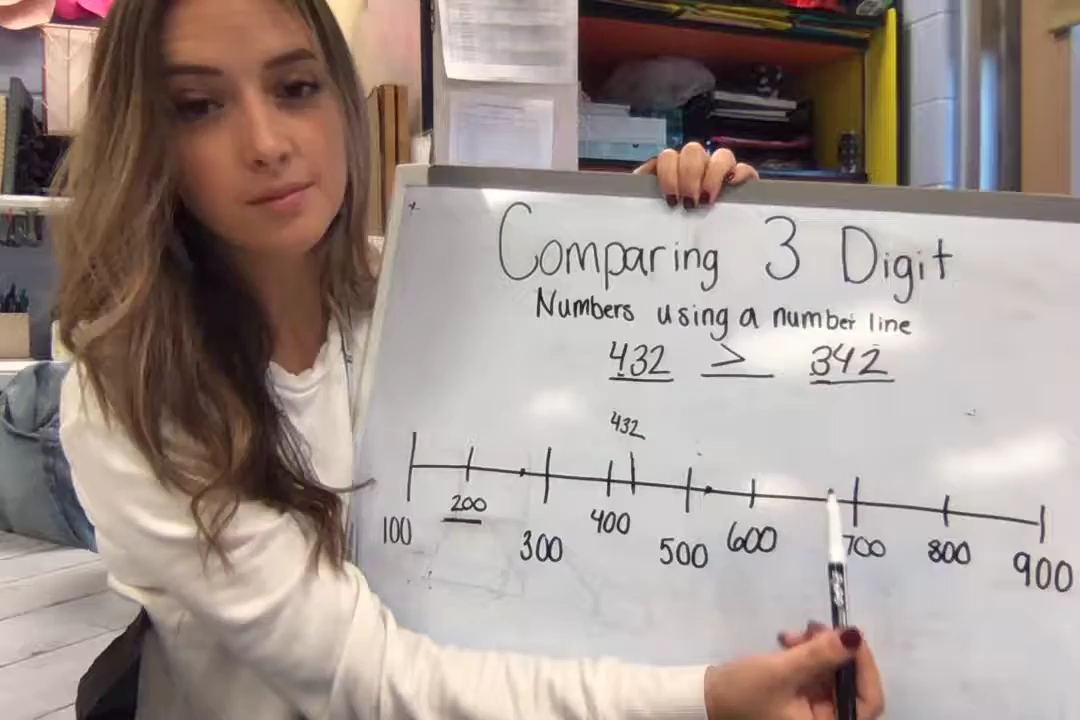 Comparing 3 Digit
Numbers using a number line
432 > 342
432
100 200 300 400 500 600 700 800 900